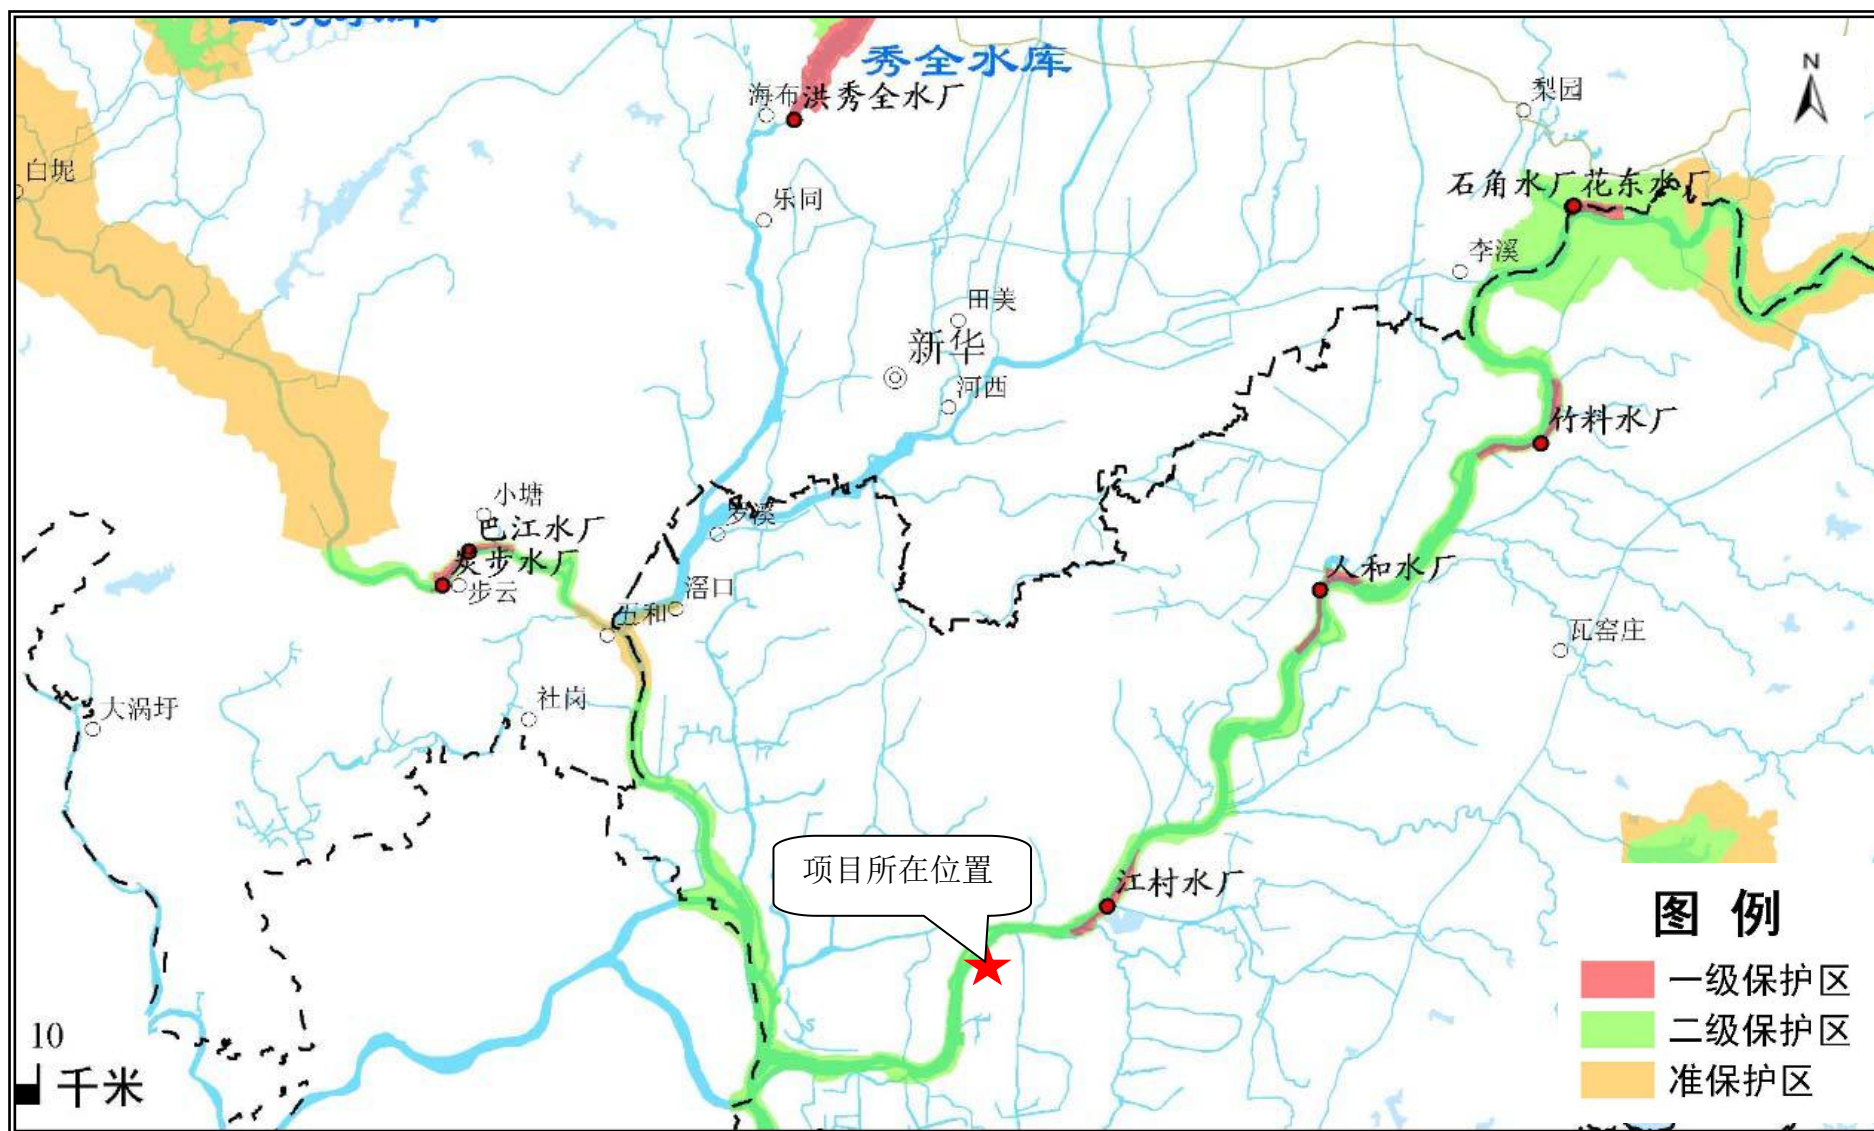 秀全水库
海布
洪秀全水厂
梨园
N
白坭
石角水厂
花东水厂
乐同
李溪
田美
新华
河西
竹料水厂
小塘
巴江水厂
罗溪
炭步水厂
人和水厂
步云
滘口
五和
瓦窑庄
社岗
大涡圩
项目所在位置
江村水厂
图 例
一级保护区
二级保护区
准保护区
10
千米